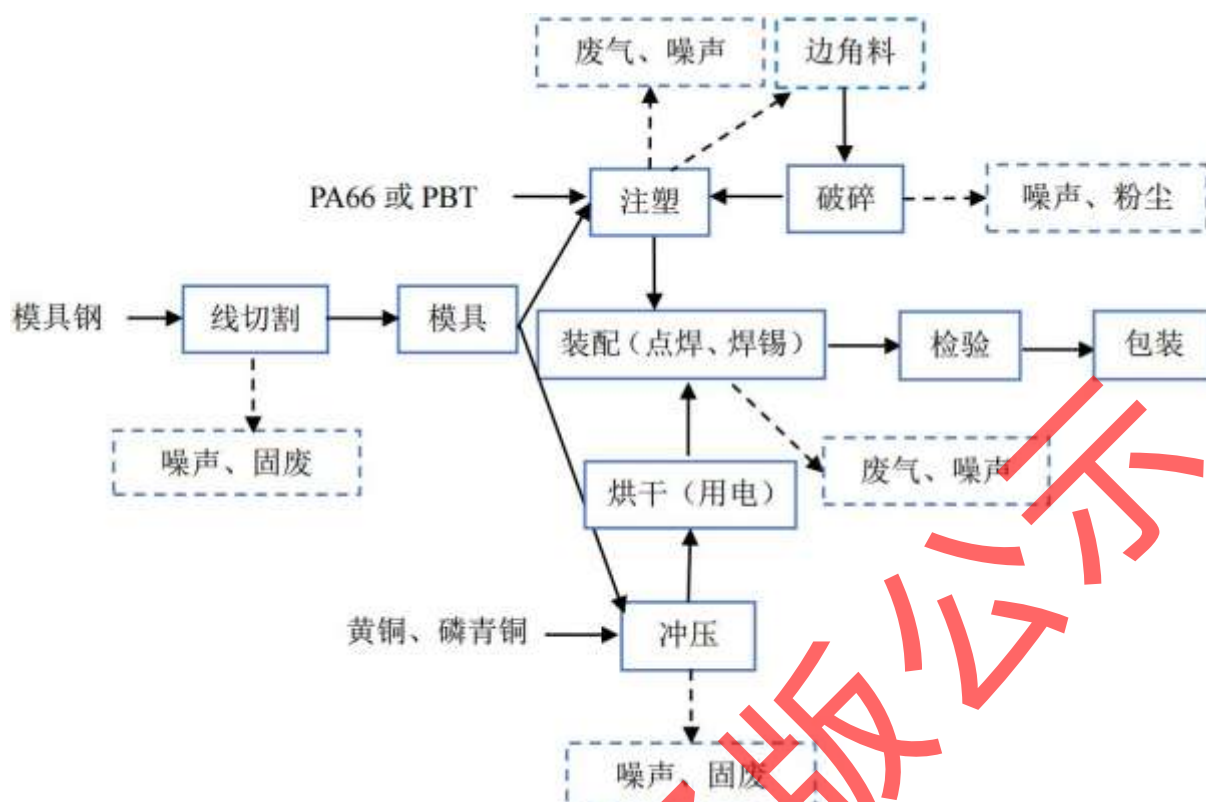 废气、噪声
边角料
PA66 或 PBT
注塑
破碎
噪声、粉尘
模具钢
线切割
模具
装配（点焊、焊锡）
检验
包装
噪声、固废
烘干（用电）
废气、噪声
黄铜、磷青铜
冲压
噪声、固废
版公示